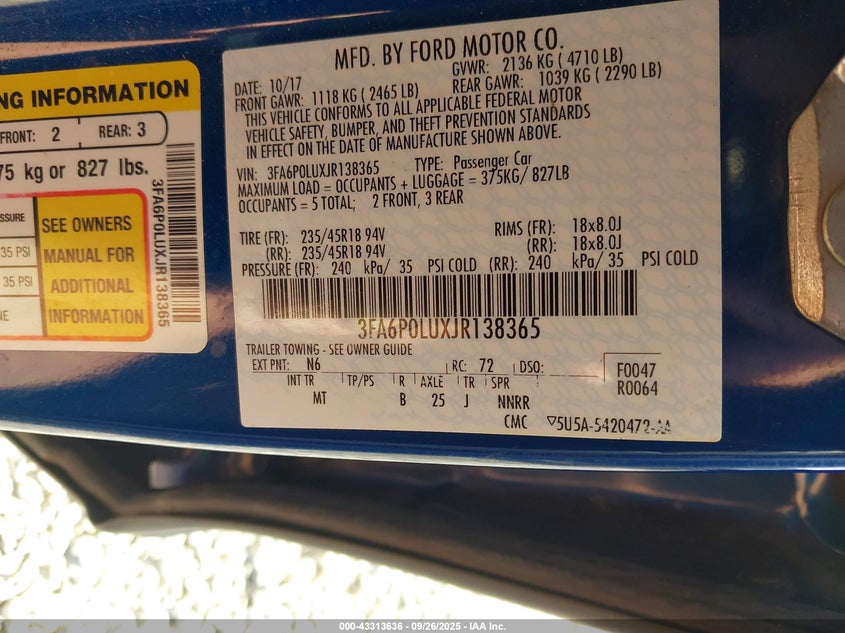 NG INFORMATION
FRONT: 2 REAR: 3
75 kg or 827 lbs.
SSURE
35 PSI
35 PSI
NE
SEE OWNERS
MANUAL FOR
ADDITIONAL
INFORMATION
3FA6P0LUXJR138365
MFD. BY FORD MOTOR CO.
DATE: 10/17 GVWR: 2136 KG ( 4710 LB)
FRONT GAWR: 1118 KG ( 2465 LB) REAR GAWR: 1039 KG ( 2290 LB)
THIS VEHICLE CONFORMS TO ALL APPLICABLE FEDERAL MOTOR
VEHICLE SAFETY, BUMPER, AND THEFT PREVENTION STANDARDS
IN EFFECT ON THE DATE OF MANUFACTURE SHOWN ABOVE.
VIN: 3FA6P0LUXJR138365 TYPE: Passenger Car
MAXIMUM LOAD = OCCUPANTS + LUGGAGE = 375KG/ 827LB
OCCUPANTS = 5 TOTAL; 2 FRONT, 3 REAR
TIRE (FR): 235/45R18 94V RIMS (FR): 18x8.0J
(RR): 235/45R18 94V (RR): 18x8.0J
PRESSURE (FR): 240 kPa/ 35 PSI COLD (RR): 240 kPa/ 35 PSI COLD
3FA6P0LUXJR138365
TRAILER TOWING - SEE OWNER GUIDE
EXT PNT: N6 RC: 72 DSO: F0047
R0064
INT TR TP/PS R AXLE TR SPR
MT B 25 J NNRR
CMC ▽5U5A-5420472-AA
000-43313636 - 09/26/2025 - IAA Inc.